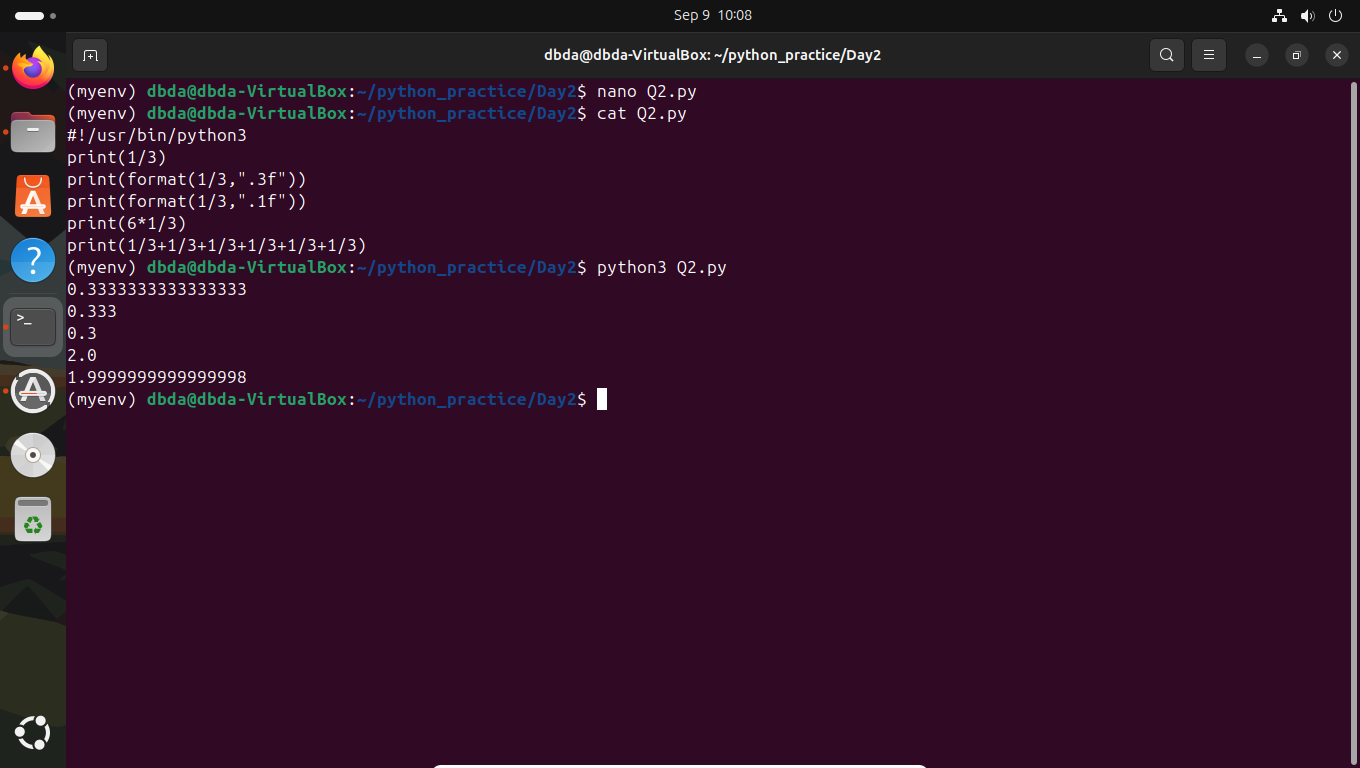 Sep 9 10:08
dbda@dbda-VirtualBox: ~/python_practice/Day2
(myenv) dbda@dbda-VirtualBox:~/python_practice/Day2$ nano Q2.py
(myenv) dbda@dbda-VirtualBox:~/python_practice/Day2$ cat Q2.py
#!/usr/bin/python3
print(1/3)
print(format(1/3,".3f"))
print(format(1/3,".1f"))
print(6*1/3)
print(1/3+1/3+1/3+1/3+1/3+1/3)
(myenv) dbda@dbda-VirtualBox:~/python_practice/Day2$ python3 Q2.py
0.3333333333333333
0.333
0.3
2.0
1.9999999999999998
(myenv) dbda@dbda-VirtualBox:~/python_practice/Day2$